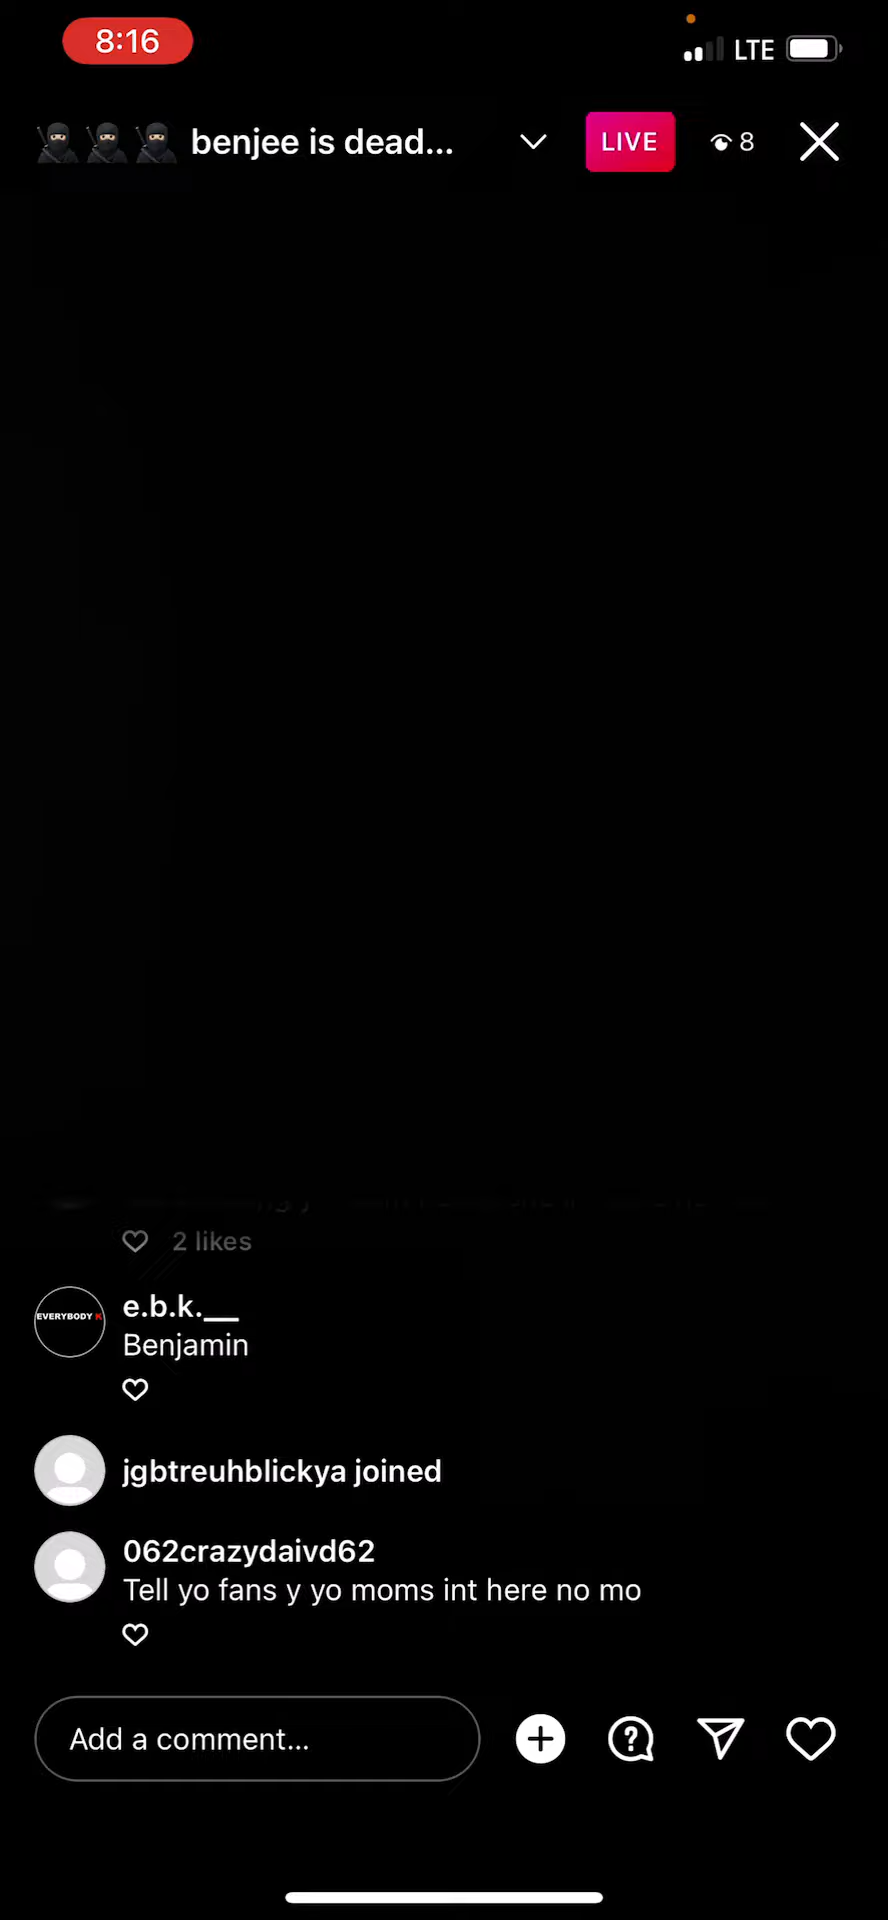 8:16
LTE
benjee is dead...
LIVE
8
2 likes
EVERYBODY K
e.b.k.__
Benjamin
jgbtreuhblickya joined
062crazydaivd62
Tell yo fans y yo moms int here no mo
Add a comment...